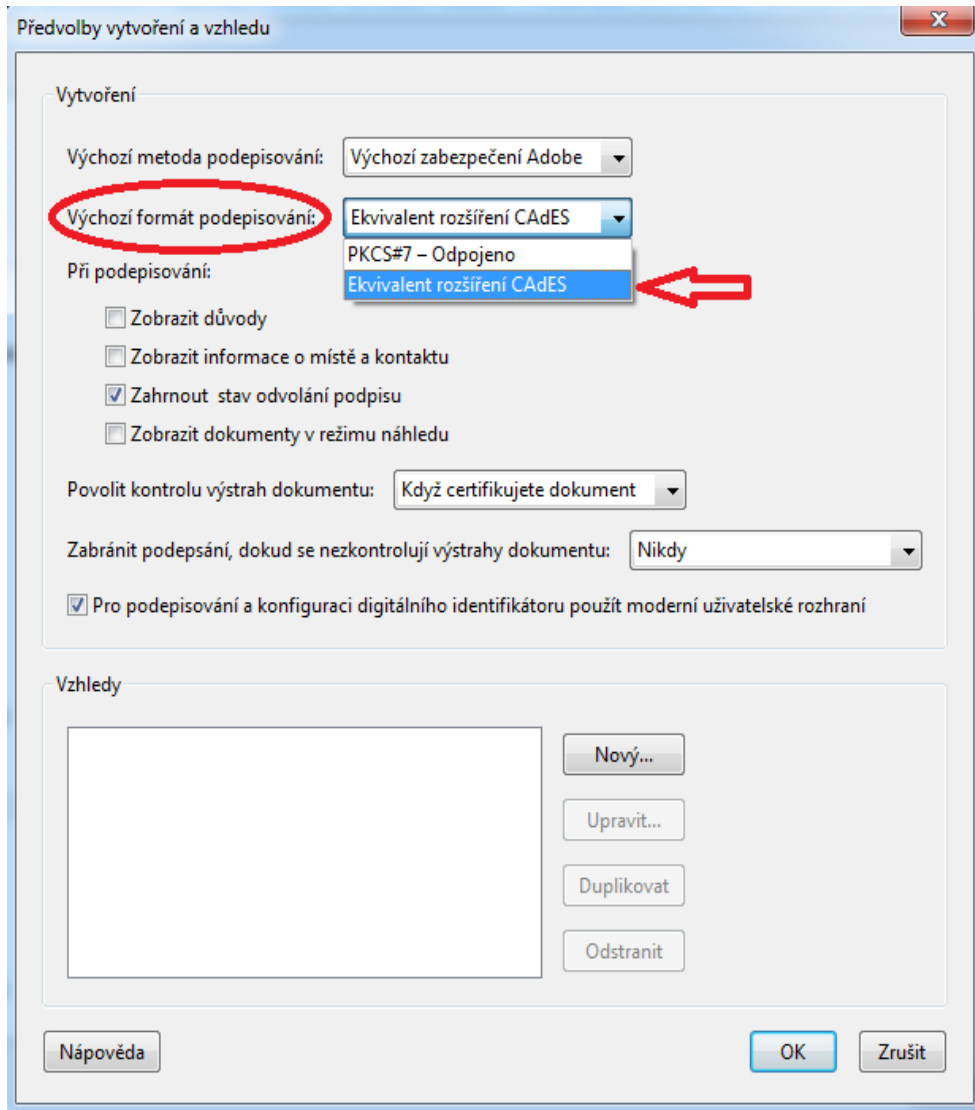 Předvolby vytvoření a vzhledu
Vytvoření
Výchozí metoda podepisování: Výchozí zabezpečení Adobe
Výchozí formát podepisování: Ekvivalent rozšíření CAdES
PKCS#7 – Odpojeno
Ekvivalent rozšíření CAdES
Při podepisování:
Zobrazit důvody
Zobrazit informace o místě a kontaktu
Zahrnout stav odvolání podpisu
Zobrazit dokumenty v režimu náhledu
Povolit kontrolu výstrah dokumentu: Když certifikujete dokument
Zabránit podepsání, dokud se nezkontrolují výstrahy dokumentu: Nikdy
Pro podepisování a konfiguraci digitálního identifikátoru použít moderní uživatelské rozhraní
Vzhledy
Nový...
Upravit...
Duplikovat
Odstranit
Nápověda OK Zrušit